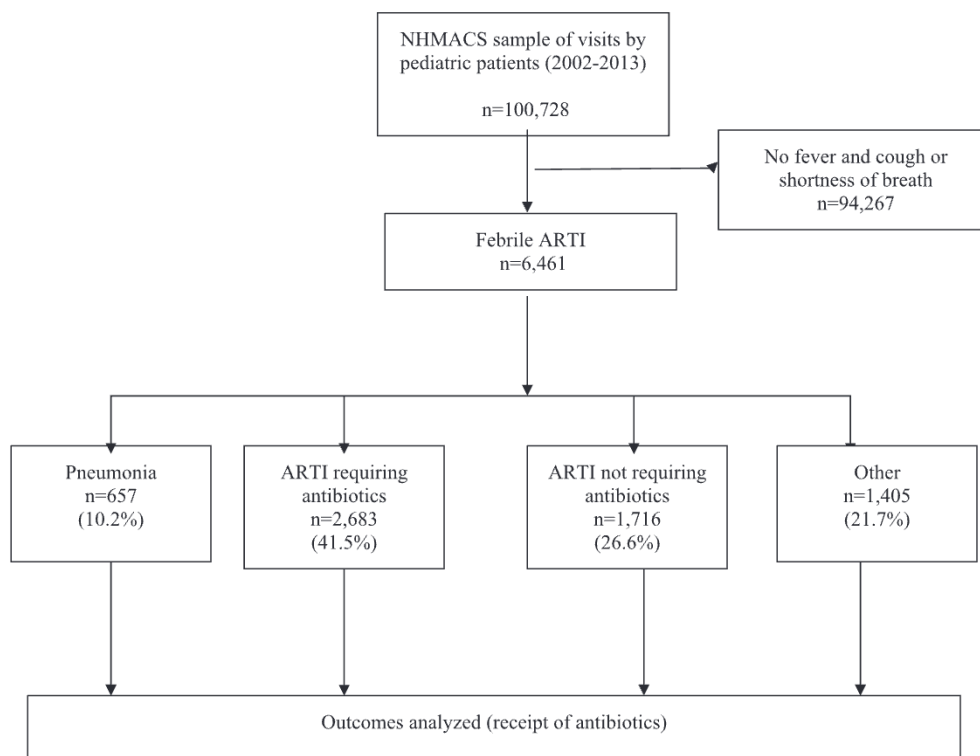 NHMACS sample of visits by
pediatric patients (2002-2013)
n=100,728
No fever and cough or
shortness of breath
n=94,267
Febrile ARTI
n=6,461
Pneumonia
n=657
(10.2%)
ARTI requiring
antibiotics
n=2,683
(41.5%)
ARTI not requiring
antibiotics
n=1,716
(26.6%)
Other
n=1,405
(21.7%)
Outcomes analyzed (receipt of antibiotics)